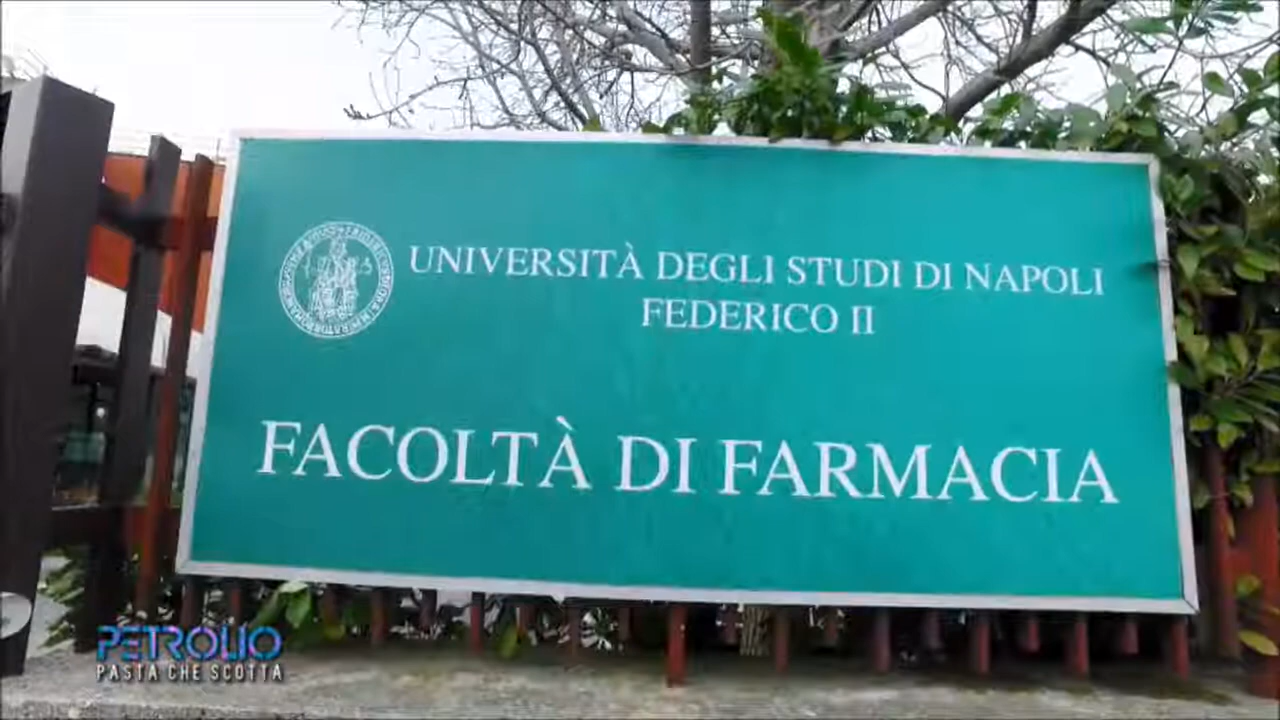 UNIVERSITÀ DEGLI STUDI DI NAPOLI
FEDERICO II
FACOLTÀ DI FARMACIA
PETROLIO
PASTA CHE SCOTTA